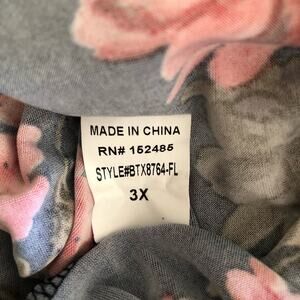 MADE IN CHINA
RN# 152485
STYLE#BTX8764-FL
3X